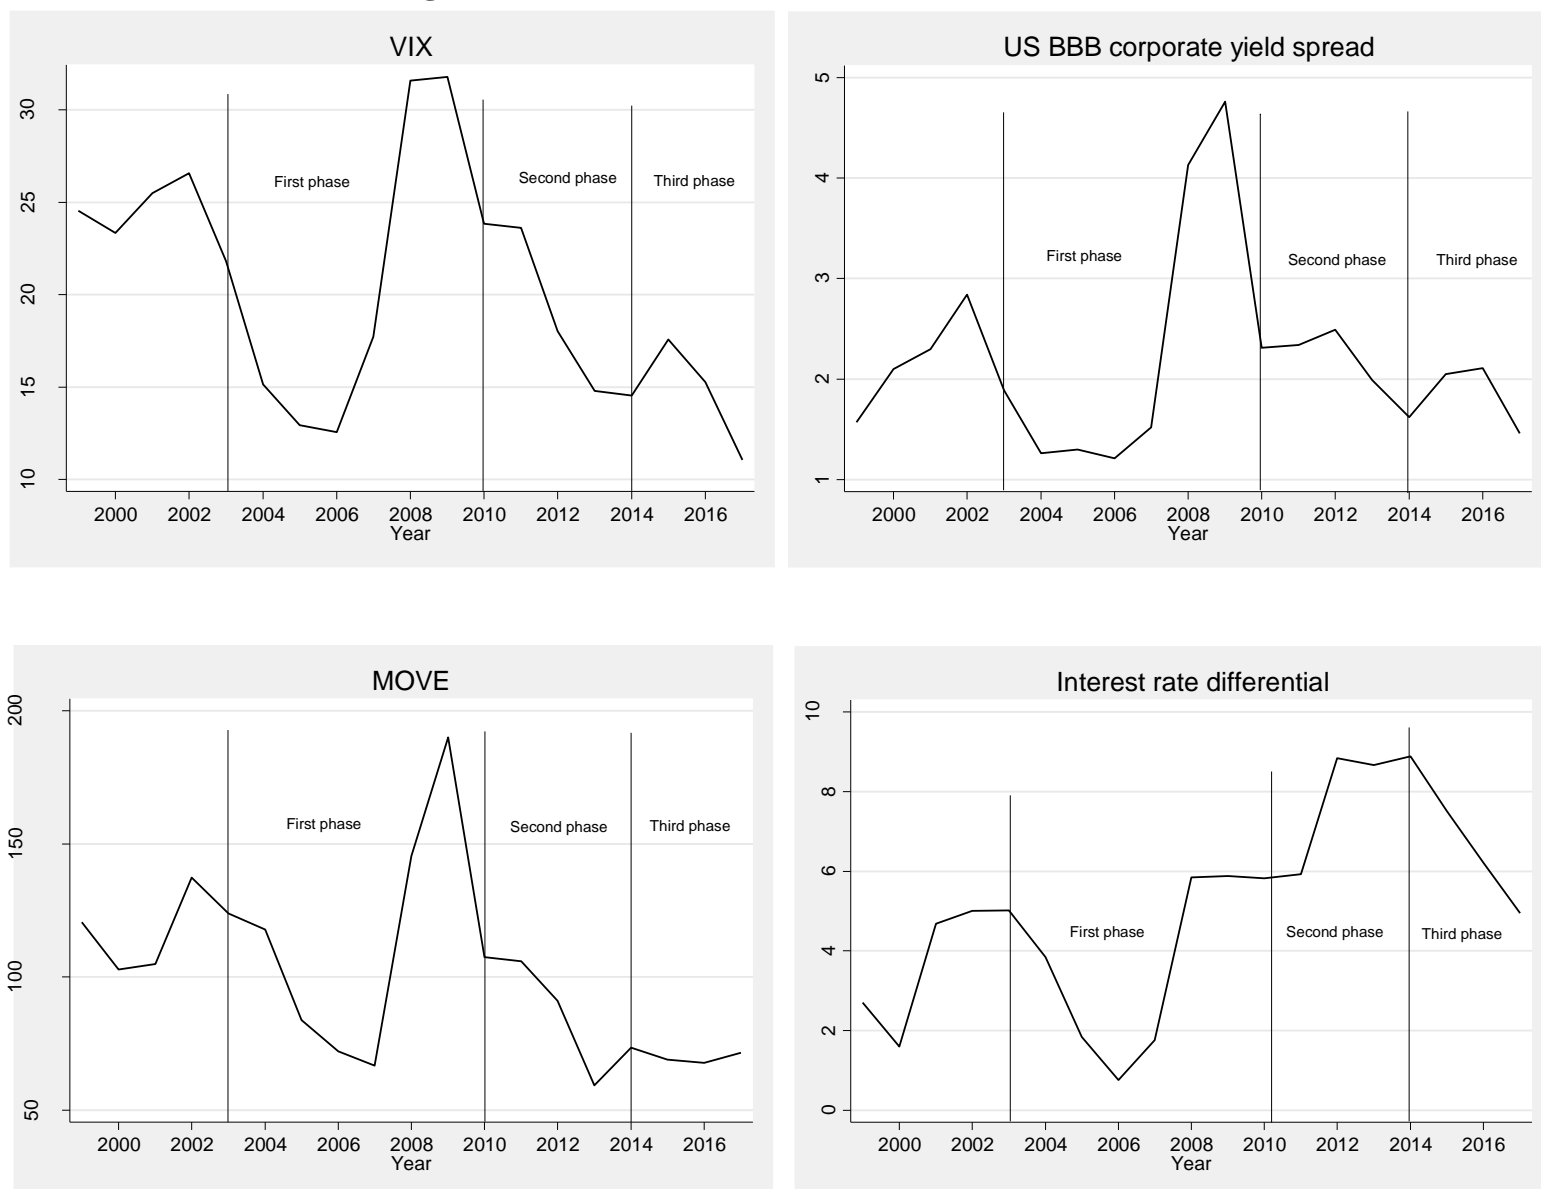 VIX
30
25
20
15
10
First phase
Second phase
Third phase
2000 2002 2004 2006 2008 2010 2012 2014 2016
Year
US BBB corporate yield spread
5
4
3
2
1
First phase
Second phase
Third phase
2000 2002 2004 2006 2008 2010 2012 2014 2016
Year
MOVE
200
150
100
50
First phase
Second phase
Third phase
2000 2002 2004 2006 2008 2010 2012 2014 2016
Year
Interest rate differential
10
8
6
4
2
0
First phase
Second phase
Third phase
2000 2002 2004 2006 2008 2010 2012 2014 2016
Year